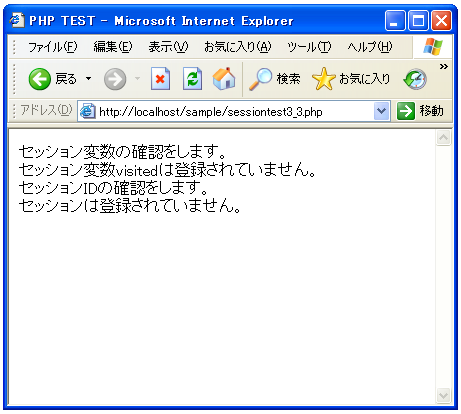 PHP TEST - Microsoft Internet Explorer
ファイル(F) 編集(E) 表示(V) お気に入り(A) ツール(T) ヘルプ(H)
戻る 検索 お気に入り »
アドレス(D) http://localhost/sample/sessiontest3_3.php 移動
セッション変数の確認をします。
セッション変数visitedは登録されていません。
セッションIDの確認をします。
セッションは登録されていません。